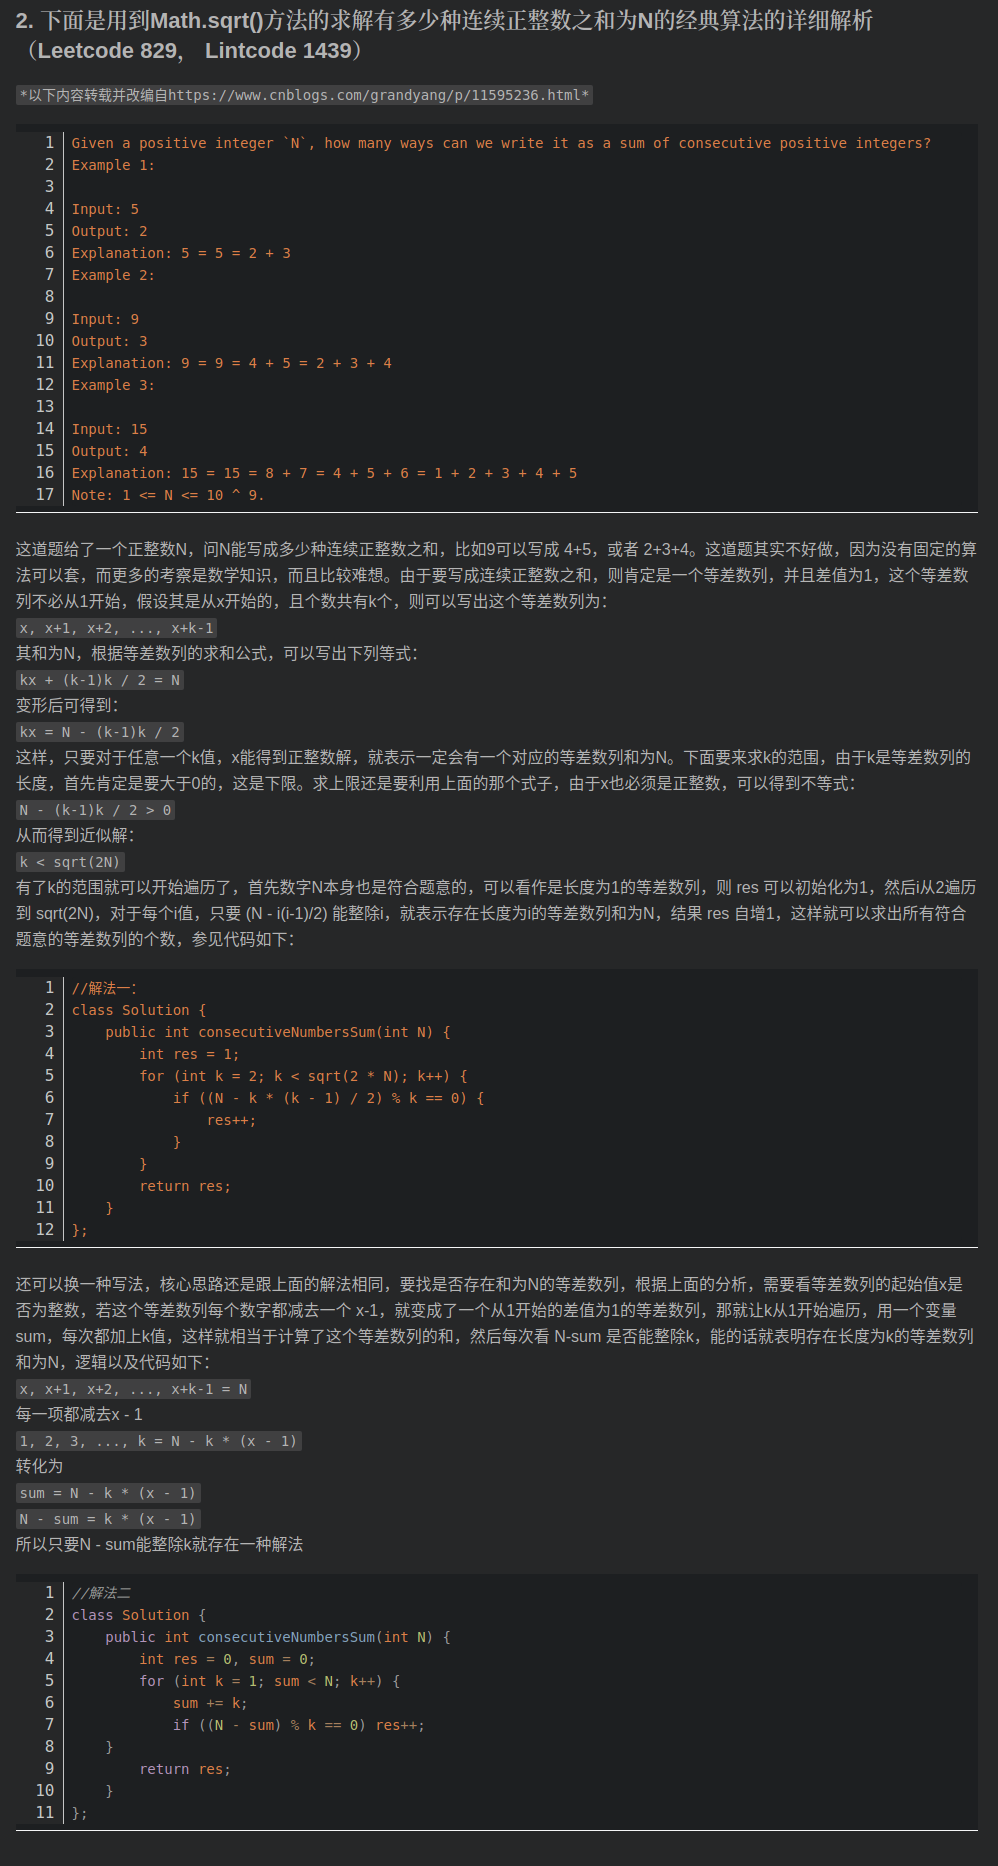 2. 下面是用到Math.sqrt()方法的求解有多少种连续正整数之和为N的经典算法的详细解析
（Leetcode 829， Lintcode 1439）
*以下内容转载并改编自https://www.cnblogs.com/grandyang/p/11595236.html*
1 Given a positive integer `N`, how many ways can we write it as a sum of consecutive positive integers?
2 Example 1:
3
4 Input: 5
5 Output: 2
6 Explanation: 5 = 5 = 2 + 3
7 Example 2:
8
9 Input: 9
10 Output: 3
11 Explanation: 9 = 9 = 4 + 5 = 2 + 3 + 4
12 Example 3:
13
14 Input: 15
15 Output: 4
16 Explanation: 15 = 15 = 8 + 7 = 4 + 5 + 6 = 1 + 2 + 3 + 4 + 5
17 Note: 1 <= N <= 10 ^ 9.
这道题给了一个正整数N，问N能写成多少种连续正整数之和，比如9可以写成 4+5，或者 2+3+4。这道题其实不好做，因为没有固定的算
法可以套，而更多的考察是数学知识，而且比较难想。由于要写成连续正整数之和，则肯定是一个等差数列，并且差值为1，这个等差数
列不必从1开始，假设其是从x开始的，且个数共有k个，则可以写出这个等差数列为：
x, x+1, x+2, ..., x+k-1
其和为N，根据等差数列的求和公式，可以写出下列等式：
kx + (k-1)k / 2 = N
变形后可得到：
kx = N - (k-1)k / 2
这样，只要对于任意一个k值，x能得到正整数解，就表示一定会有一个对应的等差数列和为N。下面要来求k的范围，由于k是等差数列的
长度，首先肯定是要大于0的，这是下限。求上限还是要利用上面的那个式子，由于x也必须是正整数，可以得到不等式：
N - (k-1)k / 2 > 0
从而得到近似解：
k < sqrt(2N)
有了k的范围就可以开始遍历了，首先数字N本身也是符合题意的，可以看作是长度为1的等差数列，则 res 可以初始化为1，然后i从2遍历
到 sqrt(2N)，对于每个i值，只要 (N - i(i-1)/2) 能整除i，就表示存在长度为i的等差数列和为N，结果 res 自增1，这样就可以求出所有符合
题意的等差数列的个数，参见代码如下：
1 //解法一：
2 class Solution {
3     public int consecutiveNumbersSum(int N) {
4         int res = 1;
5         for (int k = 2; k < sqrt(2 * N); k++) {
6             if ((N - k * (k - 1) / 2) % k == 0) {
7                 res++;
8             }
9         }
10         return res;
11     }
12 };
还可以换一种写法，核心思路还是跟上面的解法相同，要找是否存在和为N的等差数列，根据上面的分析，需要看等差数列的起始值x是
否为整数，若这个等差数列每个数字都减去一个 x-1，就变成了一个从1开始的差值为1的等差数列，那就让k从1开始遍历，用一个变量
sum，每次都加上k值，这样就相当于计算了这个等差数列的和，然后每次看 N-sum 是否能整除k，能的话就表明存在长度为k的等差数列
和为N，逻辑以及代码如下：
x, x+1, x+2, ..., x+k-1 = N
每一项都减去x - 1
1, 2, 3, ..., k = N - k * (x - 1)
转化为
sum = N - k * (x - 1)
N - sum = k * (x - 1)
所以只要N - sum能整除k就存在一种解法
1 //解法二
2 class Solution {
3     public int consecutiveNumbersSum(int N) {
4         int res = 0, sum = 0;
5         for (int k = 1; sum < N; k++) {
6             sum += k;
7             if ((N - sum) % k == 0) res++;
8     }
9         return res;
10     }
11 };